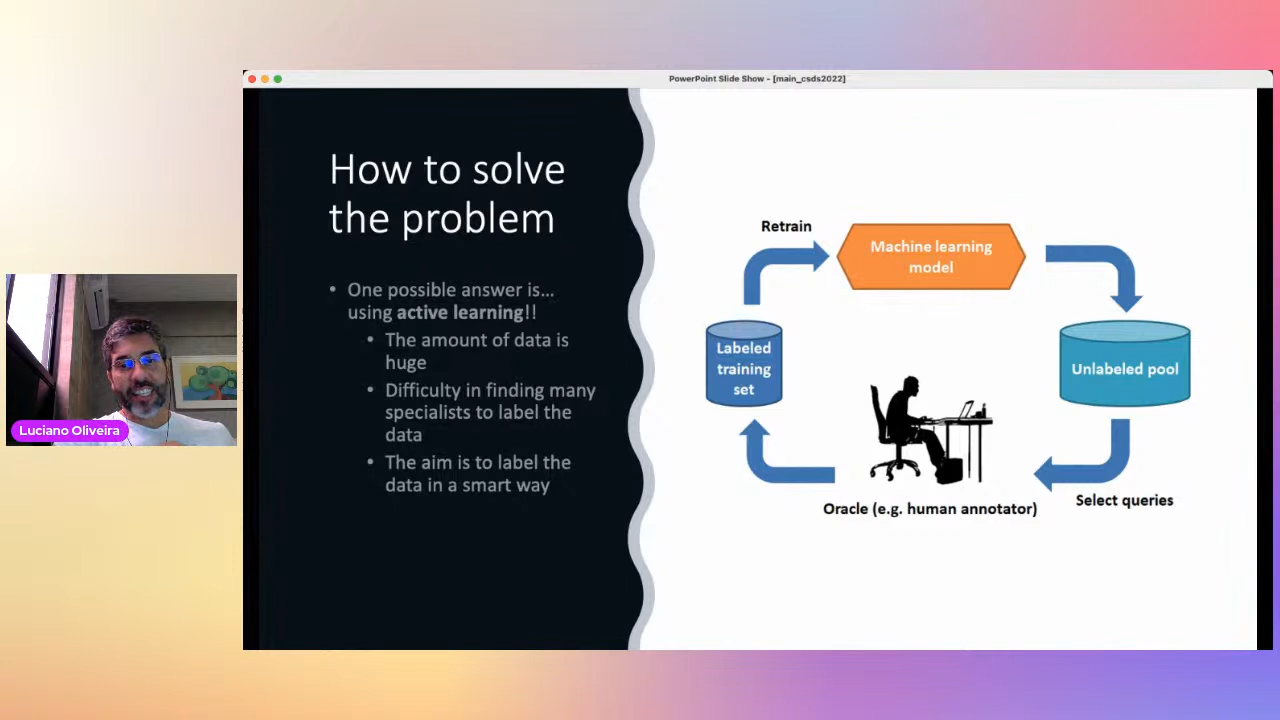 PowerPoint Slide Show - [main_csds2022]
How to solve
the problem
• One possible answer is...
using active learning!!
• The amount of data is
huge
• Difficulty in finding many
specialists to label the
data
• The aim is to label the
data in a smart way
Retrain
Machine learning
model
Labeled
training
set
Unlabeled pool
Oracle (e.g. human annotator)
Select queries
Luciano Oliveira